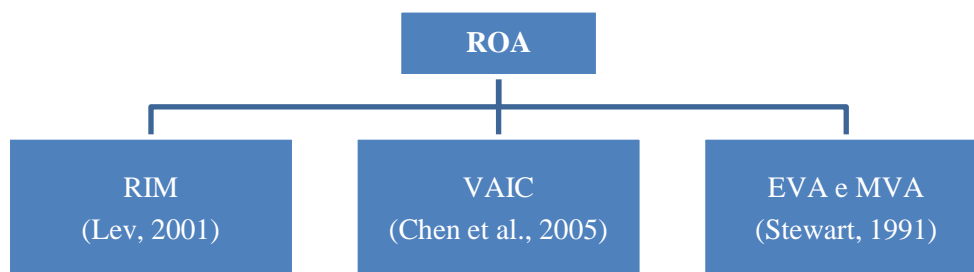 ROA
RIM
(Lev, 2001)
VAIC
(Chen et al., 2005)
EVA e MVA
(Stewart, 1991)